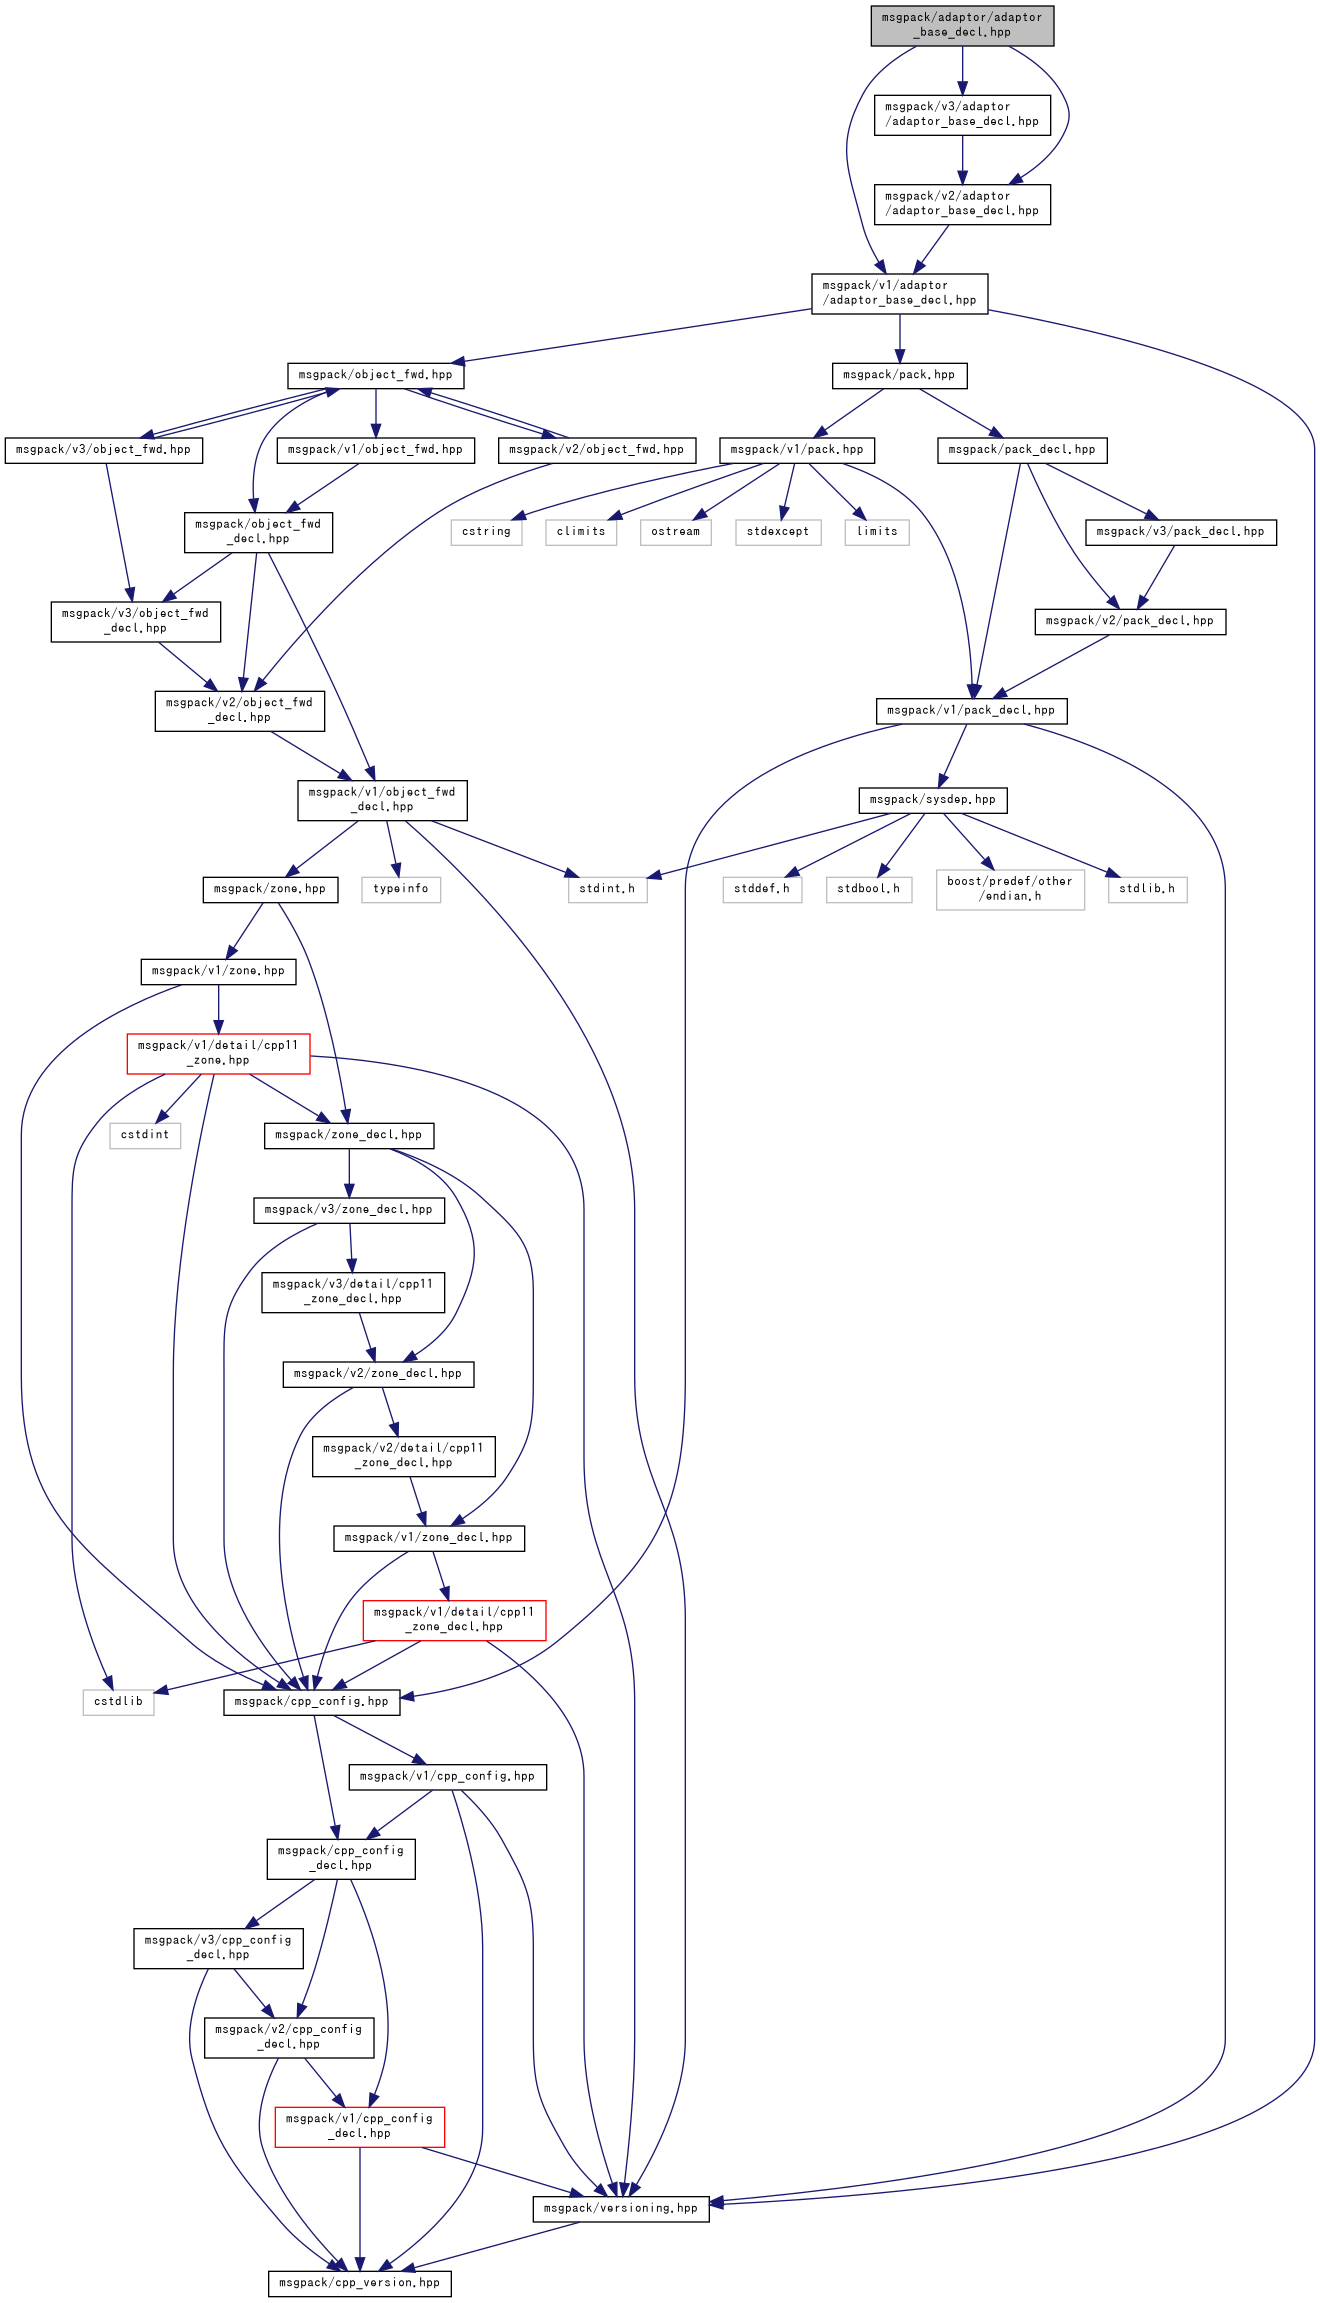 msgpack/adaptor/adaptor
_base_decl.hpp
msgpack/v3/adaptor
/adaptor_base_decl.hpp
msgpack/v2/adaptor
/adaptor_base_decl.hpp
msgpack/v1/adaptor
/adaptor_base_decl.hpp
msgpack/object_fwd.hpp
msgpack/pack.hpp
msgpack/v3/object_fwd.hpp
msgpack/v1/object_fwd.hpp
msgpack/v2/object_fwd.hpp
msgpack/v1/pack.hpp
msgpack/pack_decl.hpp
msgpack/object_fwd
_decl.hpp
cstring
climits
ostream
stdexcept
limits
msgpack/v3/pack_decl.hpp
msgpack/v3/object_fwd
_decl.hpp
msgpack/v2/pack_decl.hpp
msgpack/v2/object_fwd
_decl.hpp
msgpack/v1/pack_decl.hpp
msgpack/v1/object_fwd
_decl.hpp
msgpack/sysdep.hpp
msgpack/zone.hpp
typeinfo
stdint.h
stddef.h
stdbool.h
boost/predef/other
/endian.h
stdlib.h
msgpack/v1/zone.hpp
msgpack/v1/detail/cpp11
_zone.hpp
cstdint
msgpack/zone_decl.hpp
msgpack/v3/zone_decl.hpp
msgpack/v3/detail/cpp11
_zone_decl.hpp
msgpack/v2/zone_decl.hpp
msgpack/v2/detail/cpp11
_zone_decl.hpp
msgpack/v1/zone_decl.hpp
msgpack/v1/detail/cpp11
_zone_decl.hpp
cstdlib
msgpack/cpp_config.hpp
msgpack/v1/cpp_config.hpp
msgpack/cpp_config
_decl.hpp
msgpack/v3/cpp_config
_decl.hpp
msgpack/v2/cpp_config
_decl.hpp
msgpack/v1/cpp_config
_decl.hpp
msgpack/versioning.hpp
msgpack/cpp_version.hpp